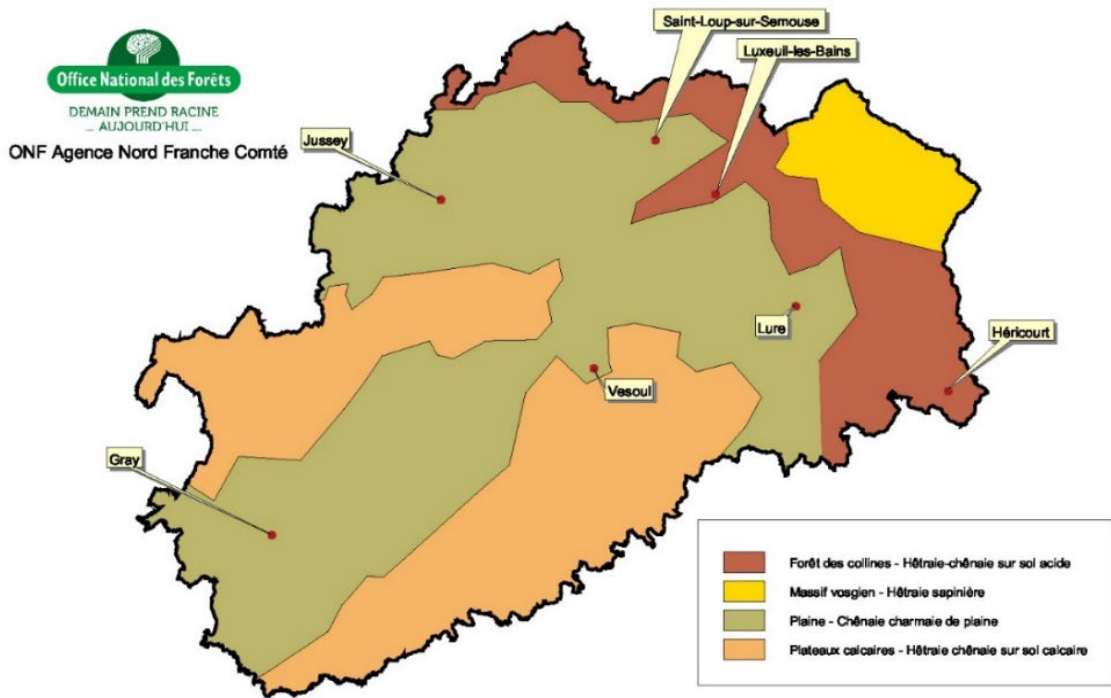 Office National des Forêts
DEMAIN PREND RACINE
AUJOURD'HUI
ONF Agence Nord Franche Comté
Saint-Loup-sur-Semouse
Luxeuil-les-Bains
Jussey
Lure
Héricourt
Vesoul
Gray
Forêt des collines - Hêtraie-chênaie sur sol acide
Massif vosgien - Hêtraie sapinière
Plaine - Chênaie charmaie de plaine
Plateaux calcaires - Hêtraie chênaie sur sol calcaire